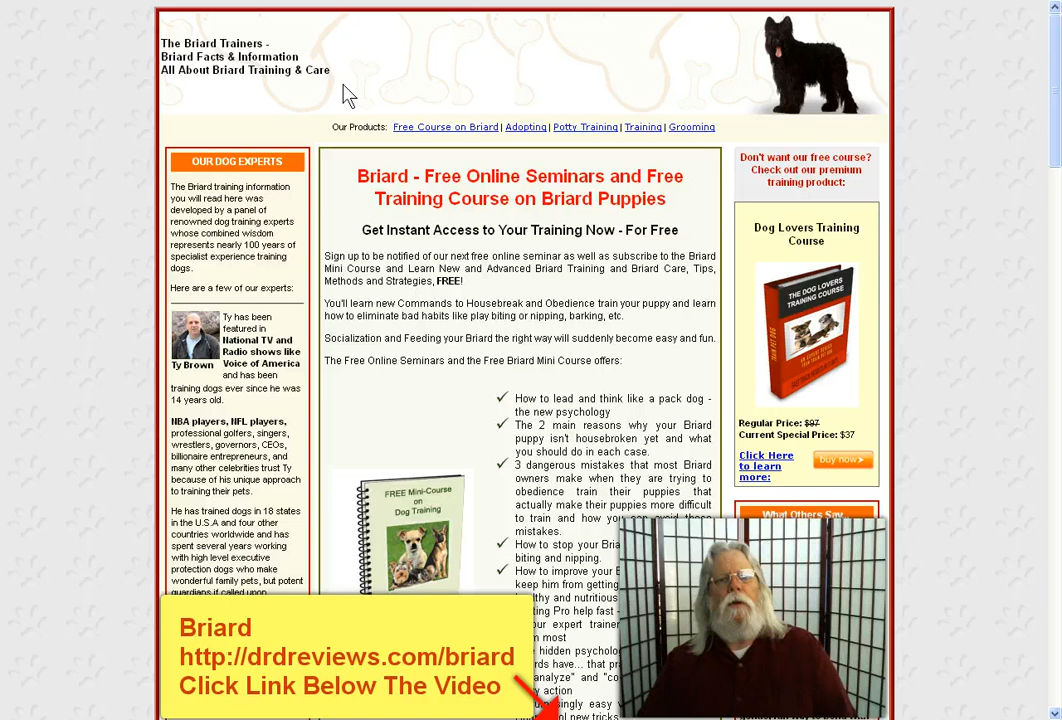 The Briard Trainers -
Briard Facts & Information
All About Briard Training & Care
Our Products: Free Course on Briard | Adopting | Potty Training | Training | Grooming
OUR DOG EXPERTS
The Briard training information
you will read here was
developed by a panel of
renowned dog training experts
whose combined wisdom
represents nearly 100 years of
specialist experience training
dogs.
Here are a few of our experts:
Ty has been
featured in
National TV and
Radio shows like
Voice of America
and has been
Ty Brown
training dogs ever since he was
14 years old.
NBA players, NFL players,
professional golfers, singers,
wrestlers, governors, CEOs,
billionaire entrepreneurs, and
many other celebrities trust Ty
because of his unique approach
to training their pets.
He has trained dogs in 18 states
in the U.S.A and four other
countries worldwide and has
spent several years working
with high level executive
protection dogs who make
wonderful family pets, but potent
guardians if called upon
Briard - Free Online Seminars and Free
Training Course on Briard Puppies
Get Instant Access to Your Training Now - For Free
Sign up to be notified of our next free online seminar as well as subscribe to the Briard
Mini Course and Learn New and Advanced Briard Training and Briard Care, Tips,
Methods and Strategies, FREE!
You'll learn new Commands to Housebreak and Obedience train your puppy and learn
how to eliminate bad habits like play biting or nipping, barking, etc.
Socialization and Feeding your Briard the right way will suddenly become easy and fun.
The Free Online Seminars and the Free Briard Mini Course offers:
How to lead and think like a pack dog -
the new psychology
The 2 main reasons why your Briard
puppy isn't housebroken yet and what
you should do in each case.
3 dangerous mistakes that most Briard
owners make when they are trying to
obedience train their puppies that
actually make their puppies more difficult
to train and how you can avoid these
mistakes.
How to stop your
biting and nipping.
How to improve your
keep him from getting
and nutritious
Pro help fast -
your expert
most
hidden
have... that
"analyze" and
action
easy
new tricks
FREE Mini-Course
on
Dog Training
Don't want our free course?
Check out our premium
training product:
Dog Lovers Training
Course
THE DOG LOVERS
TRAINING COURSE
Regular Price: $97
Current Special Price: $37
Click Here
to learn
more:
buy now
What Others Say...
Briard
http://drdreviews.com/briard
Click Link Below The Video